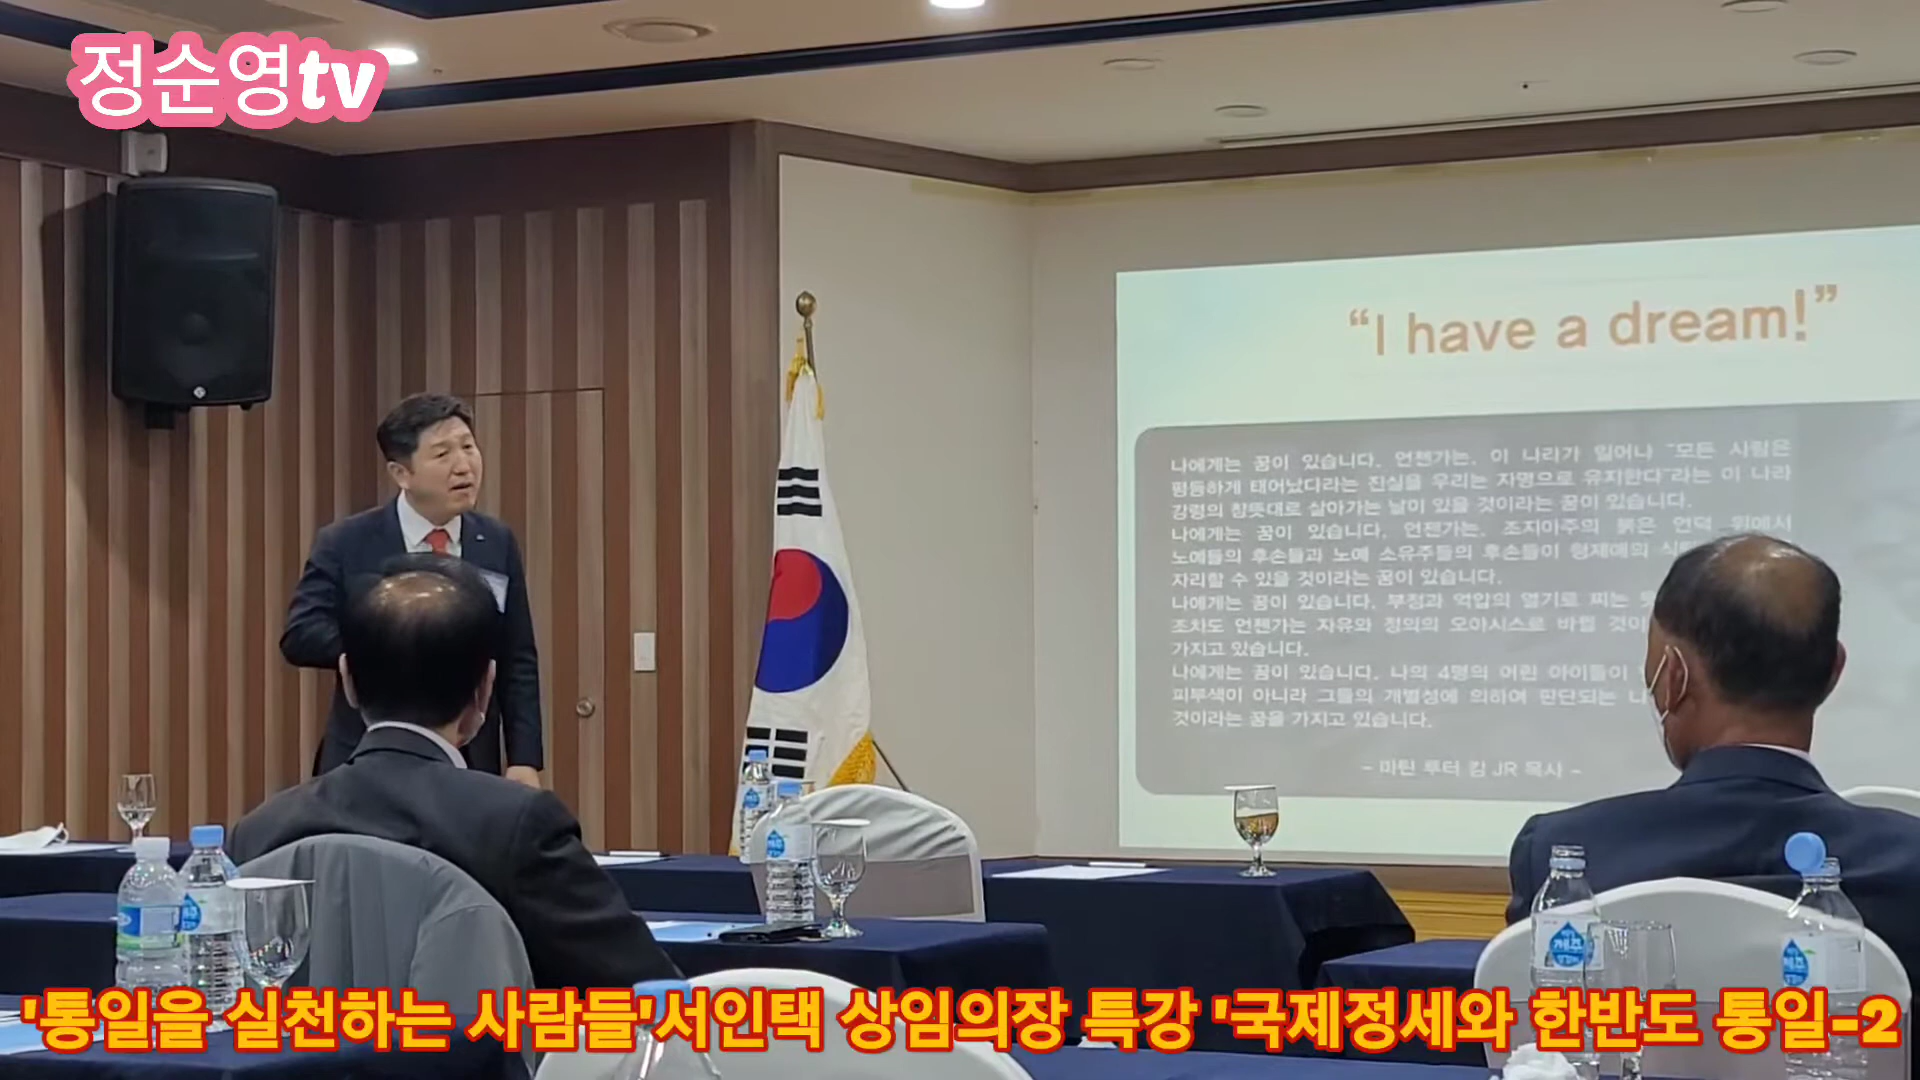 정순영tv
“I have a dream!”
나에게는 꿈이 있습니다. 언젠가는, 이 나라가 일어나 "모든 사람은
평등하게 태어났다라는 진실을 우리는 자명으로 유지한다"라는 이 나라
강령의 참뜻대로 살아가는 날이 있을 것이라는 꿈이 있습니다.
나에게는 꿈이 있습니다. 언젠가는, 조지아주의 붉은 언덕 위에서
노예들의 후손들과 노예 소유주들의 후손들이 형제애의
자리할 수 있을 것이라는 꿈이 있습니다.
나에게는 꿈이 있습니다. 부정과 억압의 열기로 찌는
조차도 언젠가는 자유와 정의의 오아시스로 바뀔
가지고 있습니다.
나에게는 꿈이 있습니다. 나의 4명의 어린 아이들이
피부색이 아니라 그들의 개별성에 의하여 판단되는
것이라는 꿈을 가지고 있습니다.
- 마틴 루터 킹 JR 목사 -
제주
제주
'통일을 실천하는 사람들'서인택 상임의장 특강 '국제정세와 한반도 통일-2